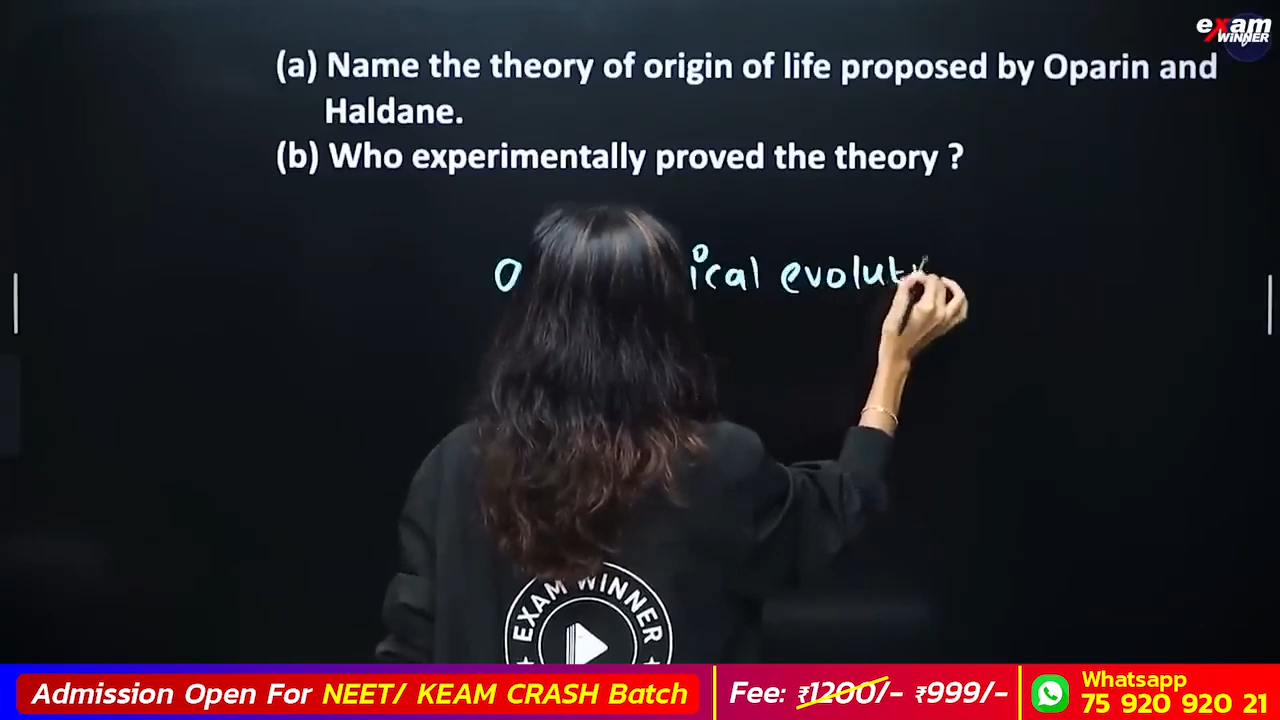 exam
WINNER
(a) Name the theory of origin of life proposed by Oparin and
Haldane.
(b) Who experimentally proved the theory ?
ical evolut
EXAM WINNER
Admission Open For NEET/ KEAM CRASH Batch
Fee: ₹1200/- ₹999/-
Whatsapp
75 920 920 21